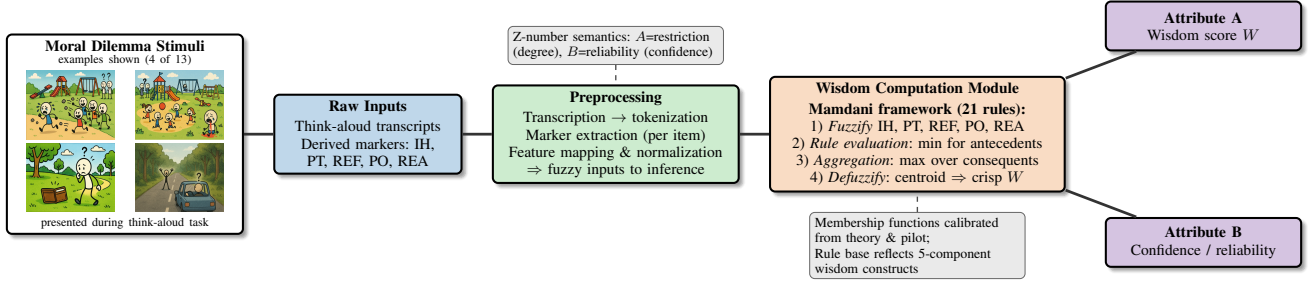 Moral Dilemma Stimuli
examples shown (4 of 13)
presented during think-aloud task
Raw Inputs
Think-aloud transcripts
Derived markers: IH,
PT, REF, PO, REA
Z-number semantics: A=restriction
(degree), B=reliability (confidence)
Preprocessing
Transcription → tokenization
Marker extraction (per item)
Feature mapping & normalization
⇒ fuzzy inputs to inference
Wisdom Computation Module
Mamdani framework (21 rules):
1) Fuzzify IH, PT, REF, PO, REA
2) Rule evaluation: min for antecedents
3) Aggregation: max over consequents
4) Defuzzify: centroid ⇒ crisp W
Membership functions calibrated
from theory & pilot;
Rule base reflects 5-component
wisdom constructs
Attribute A
Wisdom score W
Attribute B
Confidence / reliability